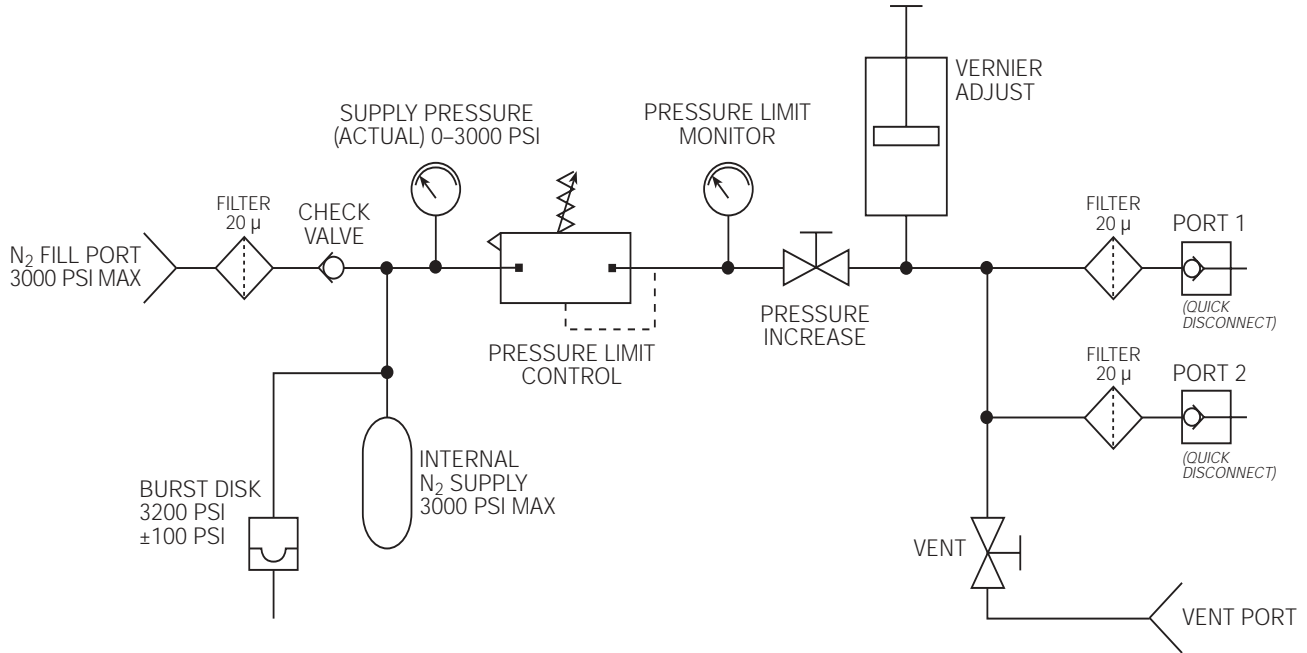 VERNIER
ADJUST
SUPPLY PRESSURE
(ACTUAL) 0–3000 PSI
PRESSURE LIMIT
MONITOR
FILTER
20 µ
CHECK
VALVE
N₂ FILL PORT
3000 PSI MAX
FILTER
20 µ
PORT 1
(QUICK
DISCONNECT)
PRESSURE
INCREASE
PRESSURE LIMIT
CONTROL
FILTER
20 µ
PORT 2
(QUICK
DISCONNECT)
INTERNAL
N₂ SUPPLY
3000 PSI MAX
BURST DISK
3200 PSI
±100 PSI
VENT
VENT PORT